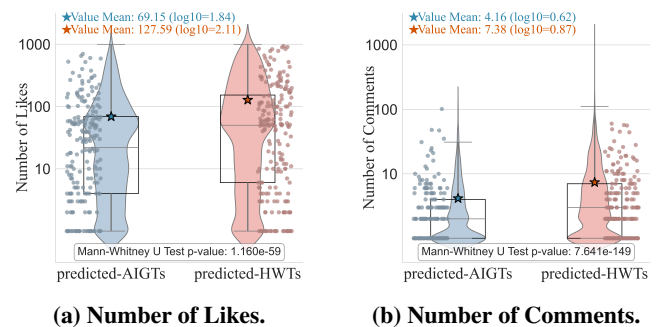 ★Value Mean: 69.15 (log10=1.84)
★Value Mean: 127.59 (log10=2.11)
1000
100
10
Number of Likes
Mann-Whitney U Test p-value: 1.160e-59
predicted-AIGTs predicted-HWTs
(a) Number of Likes.
★Value Mean: 4.16 (log10=0.62)
★Value Mean: 7.38 (log10=0.87)
1000
100
10
Number of Comments
Mann-Whitney U Test p-value: 7.641e-149
predicted-AIGTs predicted-HWTs
(b) Number of Comments.